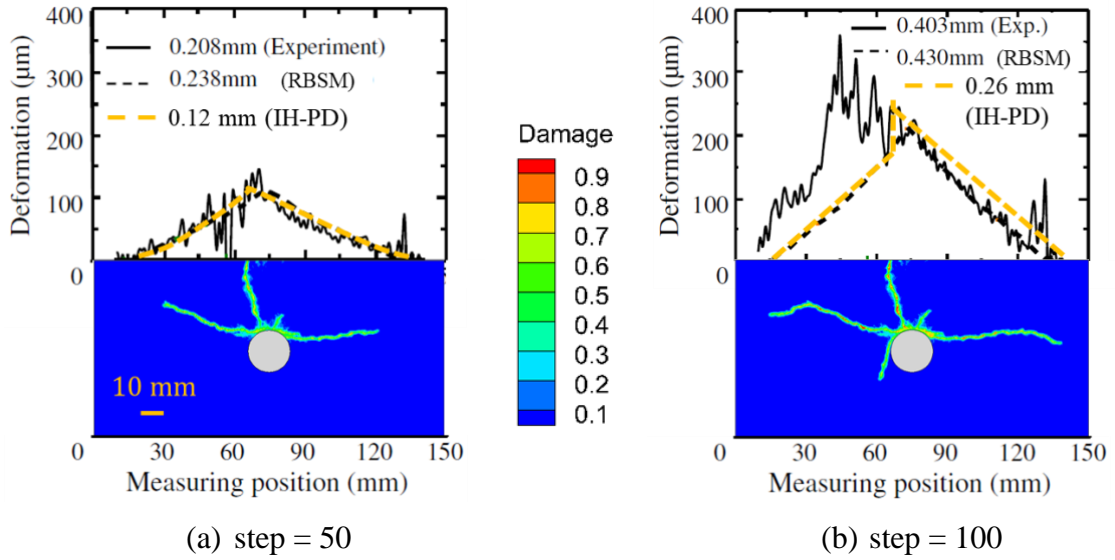 400
300
200
100
0
Deformation (μm)
0.208mm (Experiment)
0.238mm (RBSM)
0.12 mm (IH-PD)
10 mm
0 30 60 90 120 150
Measuring position (mm)
(a) step = 50
Damage
0.9
0.8
0.7
0.6
0.5
0.4
0.3
0.2
0.1
400
300
200
100
0
Deformation (μm)
0.403mm (Exp.)
0.430mm (RBSM)
0.26 mm
(IH-PD)
0 30 60 90 120 150
Measuring position (mm)
(b) step = 100